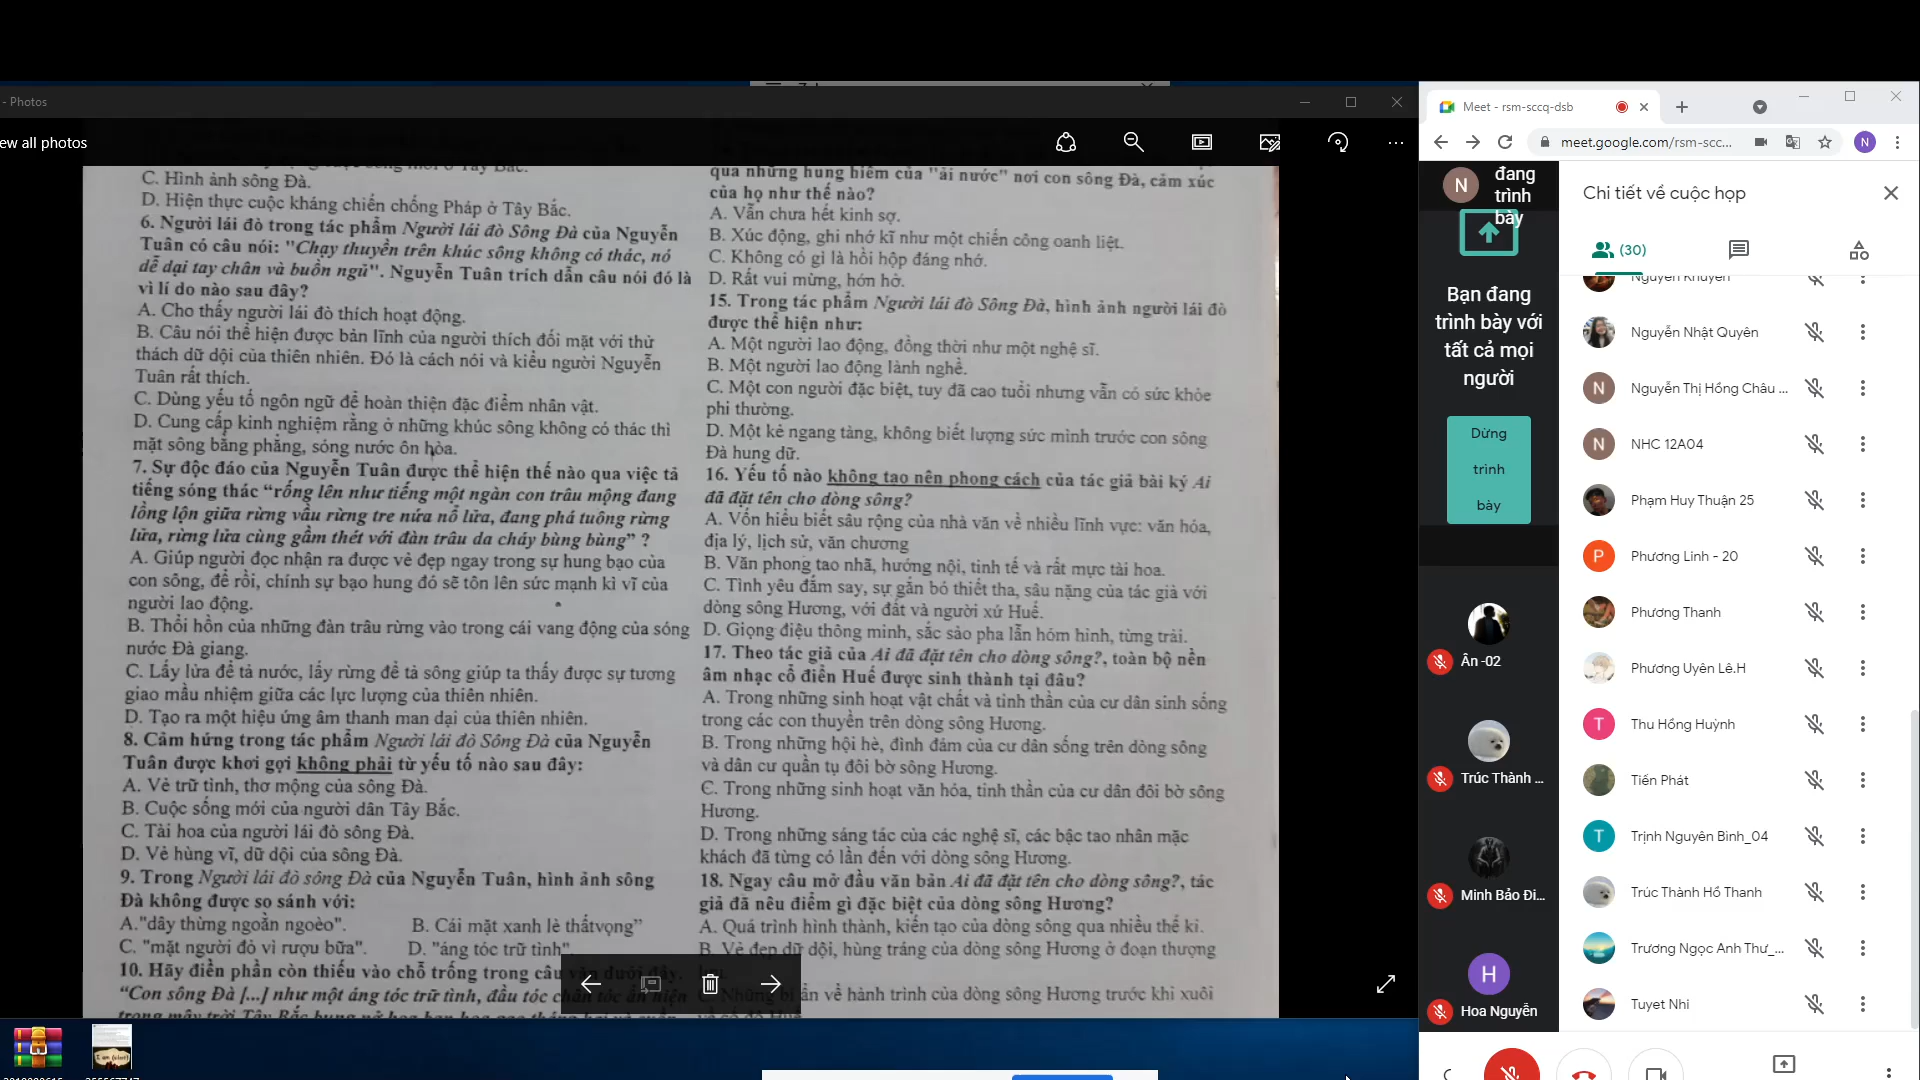 - Photos
ew all photos
C. Hình ảnh sông Đà.
D. Hiện thực cuộc kháng chiến chống Pháp ở Tây Bắc.
6. Người lái đò trong tác phẩm Người lái đò Sông Đà của Nguyễn
Tuân có câu nói: "Chạy thuyền trên khúc sông không có thác, nó
dễ dại tay chân và buồn ngủ". Nguyễn Tuân trích dẫn câu nói đó là
vì lí do nào sau đây?
A. Cho thấy người lái đò thích hoạt động.
B. Câu nói thể hiện được bản lĩnh của người thích đối mặt với thử
thách dữ dội của thiên nhiên. Đó là cách nói và kiểu người Nguyễn
Tuân rất thích.
C. Dùng yếu tố ngôn ngữ để hoàn thiện đặc điểm nhân vật.
D. Cung cấp kinh nghiệm rằng ở những khúc sông không có thác thì
mặt sông bằng phẳng, sóng nước ôn hòa.
7. Sự độc đáo của Nguyễn Tuân được thể hiện thế nào qua việc tả
tiếng sóng thác "rống lên như tiếng một ngàn con trâu mộng đang
lồng lộn giữa rừng vầu rừng tre nứa nổ lửa, đang phá tuông rừng
lửa, rừng lửa cùng gầm thét với đàn trâu da cháy bùng bùng" ?
A. Giúp người đọc nhận ra được vẻ đẹp ngay trong sự hung bạo của
con sông, để rồi, chính sự bạo hung đó sẽ tôn lên sức mạnh kì vĩ của
người lao động.
B. Thổi hồn của những đàn trâu rừng vào trong cái vang động của sóng
nước Đà giang.
C. Lấy lửa để tả nước, lấy rừng để tả sông giúp ta thấy được sự tương
giao mầu nhiệm giữa các lực lượng của thiên nhiên.
D. Tạo ra một hiệu ứng âm thanh man dại của thiên nhiên.
8. Cảm hứng trong tác phẩm Người lái đò Sông Đà của Nguyễn
Tuân được khơi gợi không phải từ yếu tố nào sau đây:
A. Vẻ trữ tình, thơ mộng của sông Đà.
B. Cuộc sống mới của người dân Tây Bắc.
C. Tài hoa của người lái đò sông Đà.
D. Vẻ hùng vĩ, dữ dội của sông Đà.
9. Trong Người lái đò sông Đà của Nguyễn Tuân, hình ảnh sông
Đà không được so sánh với:
A."dây thừng ngoằn ngoèo". B. Cái mặt xanh lè thấtvọng"
C. "mặt người đỏ vì rượu bữa". D. "áng tóc trữ tình"
10. Hãy điền phần còn thiếu vào chỗ trống trong câu văn dưới đây.
"Con sông Đà [...] như một áng tóc trữ tình, đầu tóc chân tóc ẩn hiện
trong mây trời Tây Bắc bung nở hoa ban hoa gạo tháng hai và cuồn
qua những hung hiểm của "ải nước" nơi con sông Đà, cảm xúc
của họ như thế nào?
A. Vẫn chưa hết kinh sợ.
B. Xúc động, ghi nhớ kĩ như một chiến công oanh liệt.
C. Không có gì là hồi hộp đáng nhớ.
D. Rất vui mừng, hớn hở.
15. Trong tác phẩm Người lái đò Sông Đà, hình ảnh người lái đò
được thể hiện như:
A. Một người lao động, đồng thời như một nghệ sĩ.
B. Một người lao động lành nghề.
C. Một con người đặc biệt, tuy đã cao tuổi nhưng vẫn có sức khỏe
phi thường.
D. Một kẻ ngang tàng, không biết lượng sức mình trước con sông
Đà hung dữ.
16. Yếu tố nào không tạo nên phong cách của tác giả bài ký Ai
đã đặt tên cho dòng sông?
A. Vốn hiểu biết sâu rộng của nhà văn về nhiều lĩnh vực: văn hóa,
địa lý, lịch sử, văn chương
B. Văn phong tao nhã, hướng nội, tinh tế và rất mực tài hoa.
C. Tình yêu đắm say, sự gắn bó thiết tha, sâu nặng của tác giả với
dòng sông Hương, với đất và người xứ Huế.
D. Giọng điệu thông minh, sắc sảo pha lẫn hóm hỉnh, từng trải.
17. Theo tác giả của Ai đã đặt tên cho dòng sông?, toàn bộ nền
âm nhạc cổ điển Huế được sinh thành tại đâu?
A. Trong những sinh hoạt vật chất và tinh thần của cư dân sinh sống
trong các con thuyền trên dòng sông Hương.
B. Trong những hội hè, đình đám của cư dân sống trên dòng sông
và dân cư quần tụ đôi bờ sông Hương.
C. Trong những sinh hoạt văn hóa, tinh thần của cư dân đôi bờ sông
Hương.
D. Trong những sáng tác của các nghệ sĩ, các bậc tao nhân mặc
khách đã từng có lần đến với dòng sông Hương.
18. Ngay câu mở đầu văn bản Ai đã đặt tên cho dòng sông?, tác
giả đã nêu điểm gì đặc biệt của dòng sông Hương?
A. Quá trình hình thành, kiến tạo của dòng sông qua nhiều thế kỉ.
B. Vẻ đẹp dữ dội, hùng tráng của dòng sông Hương ở đoạn thượng
C. Những bí ẩn về hành trình của dòng sông Hương trước khi xuôi
Meet - rsm-sccq-dsb
meet.google.com/rsm-scc...
N
N
đang
trình
bày
Bạn đang
trình bày với
tất cả mọi
người
Dừng
trình
bày
Ân -02
Trúc Thành ...
Minh Bảo Đi...
H
Hoa Nguyễn
Chi tiết về cuộc họp
(30)
Nguyên Khuyên
Nguyễn Nhật Quyên
N
Nguyễn Thị Hồng Châu ...
N
NHC 12A04
Phạm Huy Thuận 25
P
Phương Linh - 20
Phương Thanh
Phương Uyên Lê.H
T
Thu Hồng Huỳnh
Tiến Phát
T
Trịnh Nguyên Bình_04
Trúc Thành Hồ Thanh
Trương Ngọc Anh Thư_...
Tuyet Nhi